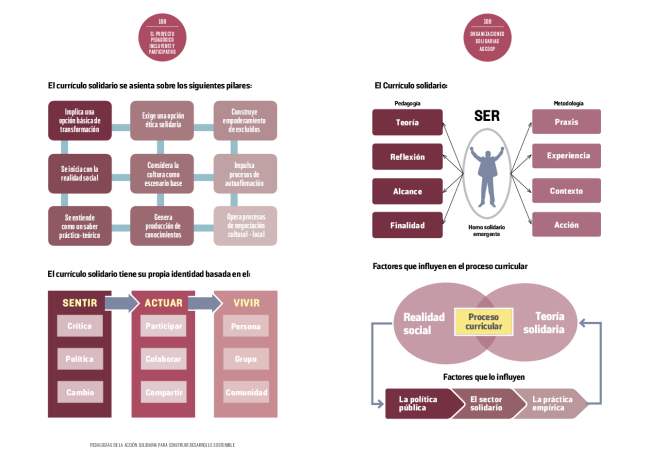 108
EL PROYECTO
PEDAGÓGICO
INCLUYENTE Y
PARTICIPATIVO
El currículo solidario se asienta sobre los siguientes pilares:
Implica una
opción básica de
transformación
Exige una opción
ética solidaria
Construye
empoderamiento
de excluidos
Se inicia con la
realidad social
Considera la
cultura como
escenario base
Impulsa
procesos de
autoafirmación
Se entiende
como un saber
práctico-teórico
Genera
producción de
conocimientos
Opera procesos
de negociación
cultural - local
El currículo solidario tiene su propia identidad basada en el:
SENTIR
ACTUAR
VIVIR
Crítica
Participar
Persona
Política
Colaborar
Grupo
Cambio
Compartir
Comunidad
PEDAGOGÍAS DE LA ACCIÓN SOLIDARIA PARA CONSTRUIR DESARROLLO SOSTENIBLE
109
ORGANIZACIONES
SOLIDARIAS
ASCOOP
El Currículo solidario:
Pedagogía
Metodología
SER
Teoría
Praxis
Reflexión
Experiencia
Alcance
Contexto
Finalidad
Acción
Homo solidario
emergente
Factores que influyen en el proceso curricular
Realidad
social
Proceso
curricular
Teoría
solidaria
Factores que lo influyen
La política
pública
El sector
solidario
La práctica
empírica